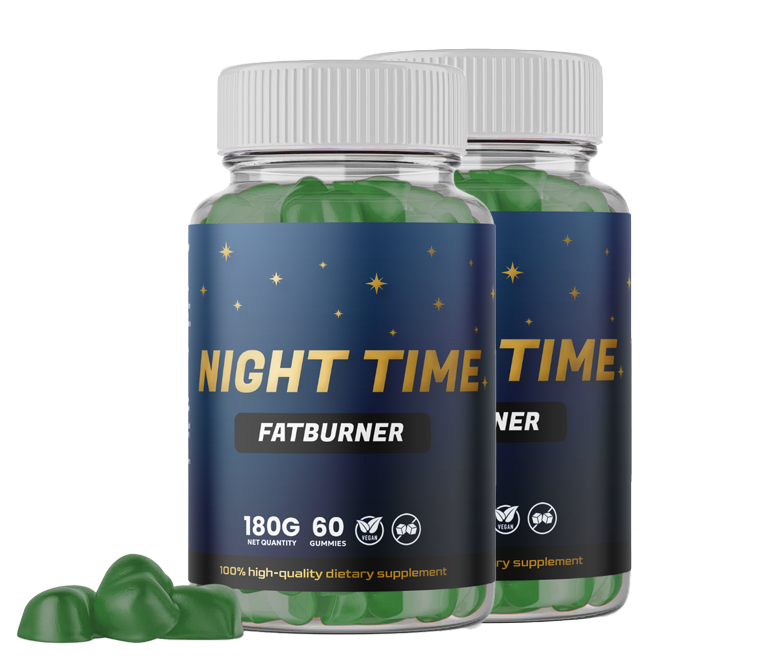 NIGHT TIME
FATBURNER
180G
NET QUANTITY
60
GUMMIES
VEGAN
100% high-quality dietary supplement
TIME
NER
VEGAN
ry supplement